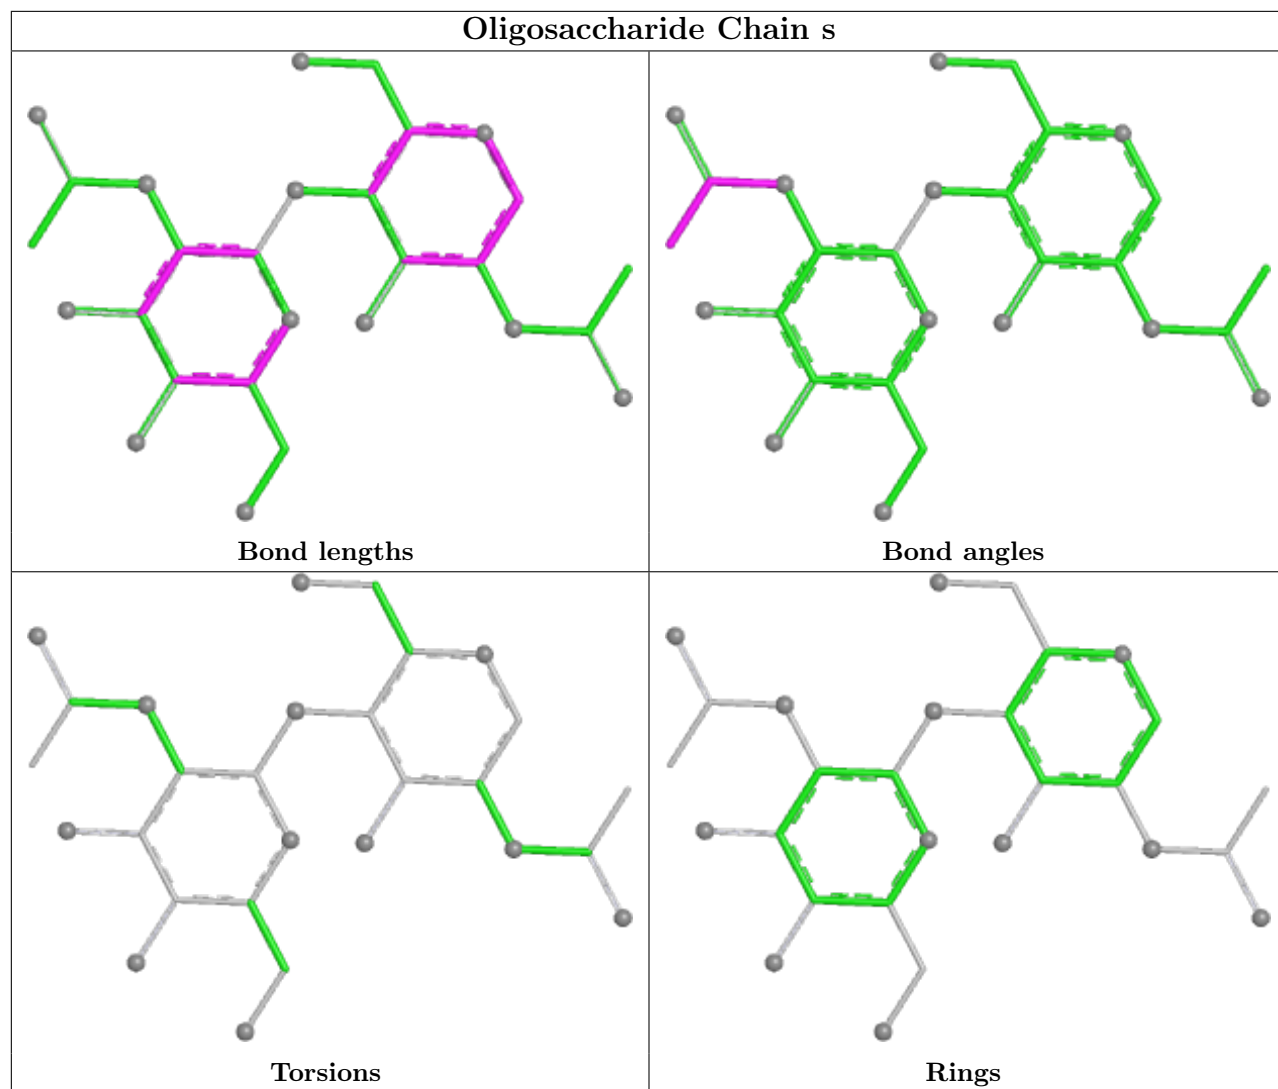 Oligosaccharide Chain s
Bond lengths
Bond angles
Torsions
Rings